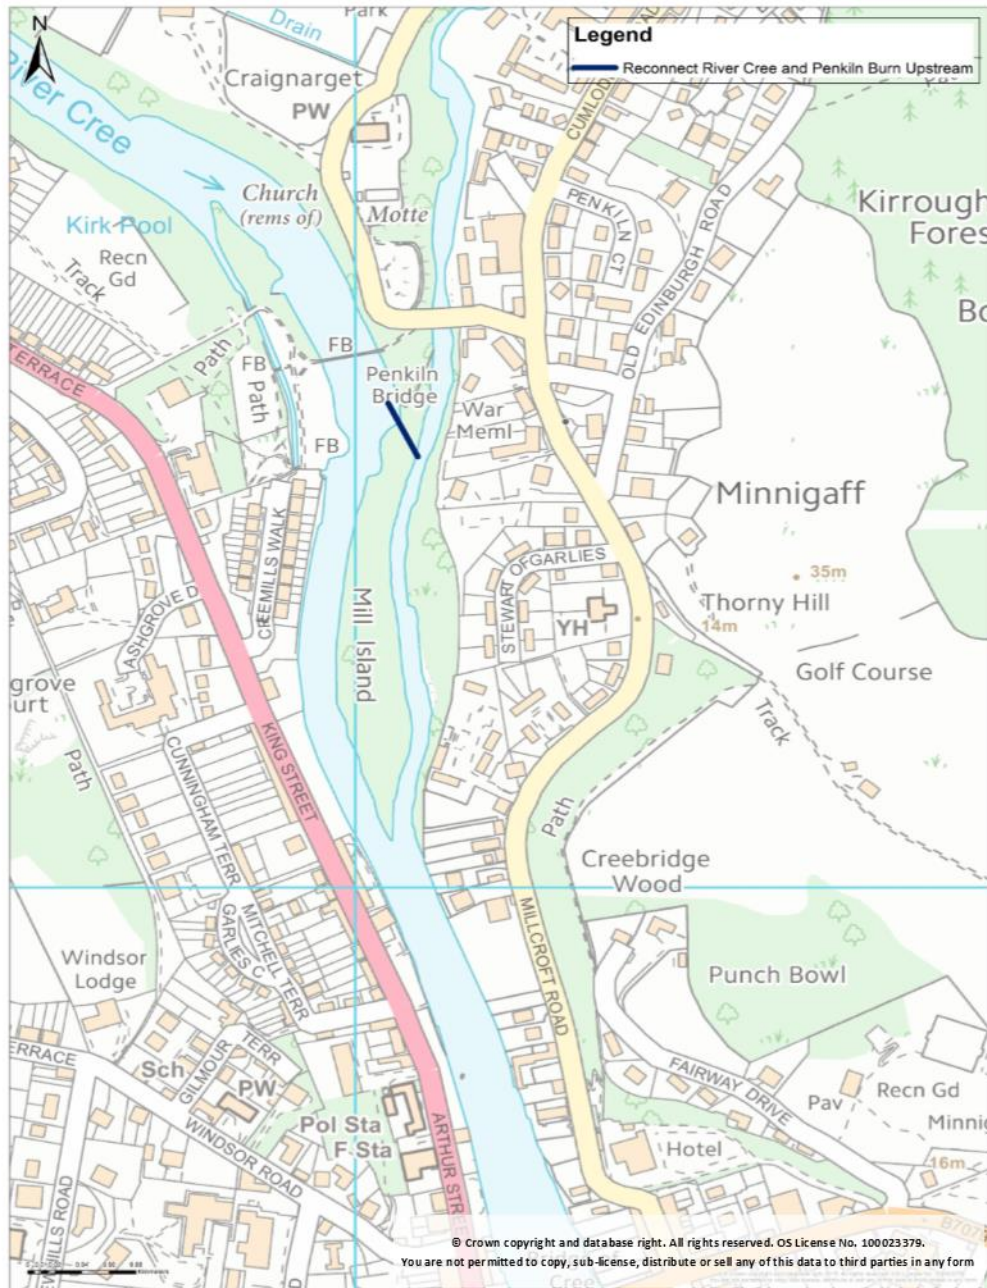 N
Legend
Reconnect River Cree and Penkiln Burn Upstream
Park
Drain
Craignarget
PW
River Cree
Church
(rems of)
Motte
Kirk Pool
Recn
Gd
Track
PENKILN CT
OLD EDINBURGH ROAD
Kirrough
Fores
Path
FB
FB
Path
FB
Penkiln
Bridge
War
Meml
TERRACE
Minnigaff
CREEMILLS WALK
STEWART OF GARLIES
35m
Thorny Hill
14m
YH
Mill Island
Golf Course
Track
ASHGROVE D
grove
urt
Path
KING STREET
CUNNINGHAM TERR
Path
Creebridge
Wood
MITCHELL TERR
GARLIES C
MILLCROFT ROAD
Windsor
Lodge
Punch Bowl
ERRACE
Sch
GILMOUR TERR
PW
WINDSOR ROAD
Pol Sta
F Sta
ARTHUR STREE
FAIRWAY DRIVE
Pav
Recn Gd
Minnig
Hotel
16m
B707
© Crown copyright and database right. All rights reserved. OS License No. 100023379.
You are not permitted to copy, sub-license, distribute or sell any of this data to third parties in any form